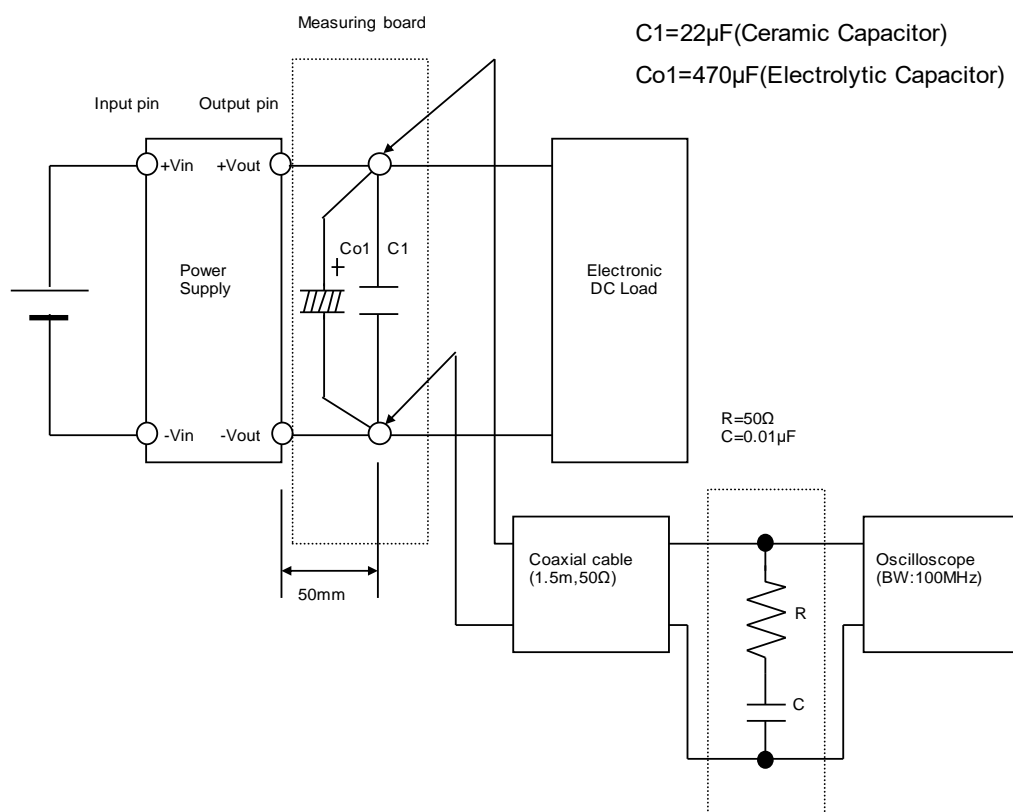 Measuring board
C1=22µF(Ceramic Capacitor)
Co1=470µF(Electrolytic Capacitor)
Input pin
Output pin
+Vin
+Vout
Co1
C1
+
Power
Supply
Electronic
DC Load
-Vin
-Vout
R=50Ω
C=0.01µF
50mm
Coaxial cable
(1.5m,50Ω)
R
C
Oscilloscope
(BW:100MHz)